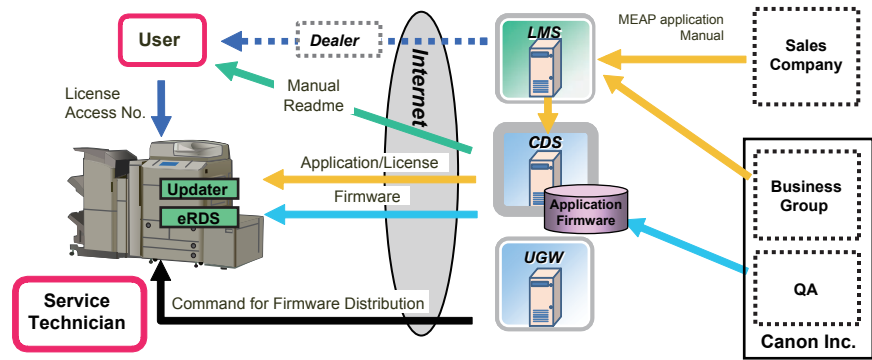 User
Dealer
LMS
MEAP application
Manual
Sales
Company
Internet
Manual
Readme
License
Access No.
CDS
Application/License
Updater
eRDS
Firmware
Application
Firmware
Business
Group
UGW
QA
Service
Technician
Command for Firmware Distribution
Canon Inc.